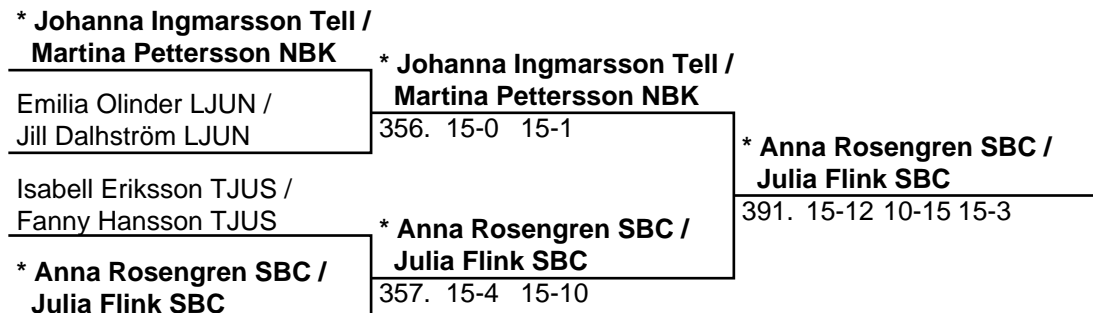 * Johanna Ingmarsson Tell /
Martina Pettersson NBK
Emilia Olinder LJUN /
Jill Dalhström LJUN
Isabell Eriksson TJUS /
Fanny Hansson TJUS
* Anna Rosengren SBC /
Julia Flink SBC
* Johanna Ingmarsson Tell /
Martina Pettersson NBK
356. 15-0 15-1
* Anna Rosengren SBC /
Julia Flink SBC
357. 15-4 15-10
* Anna Rosengren SBC /
Julia Flink SBC
391. 15-12 10-15 15-3